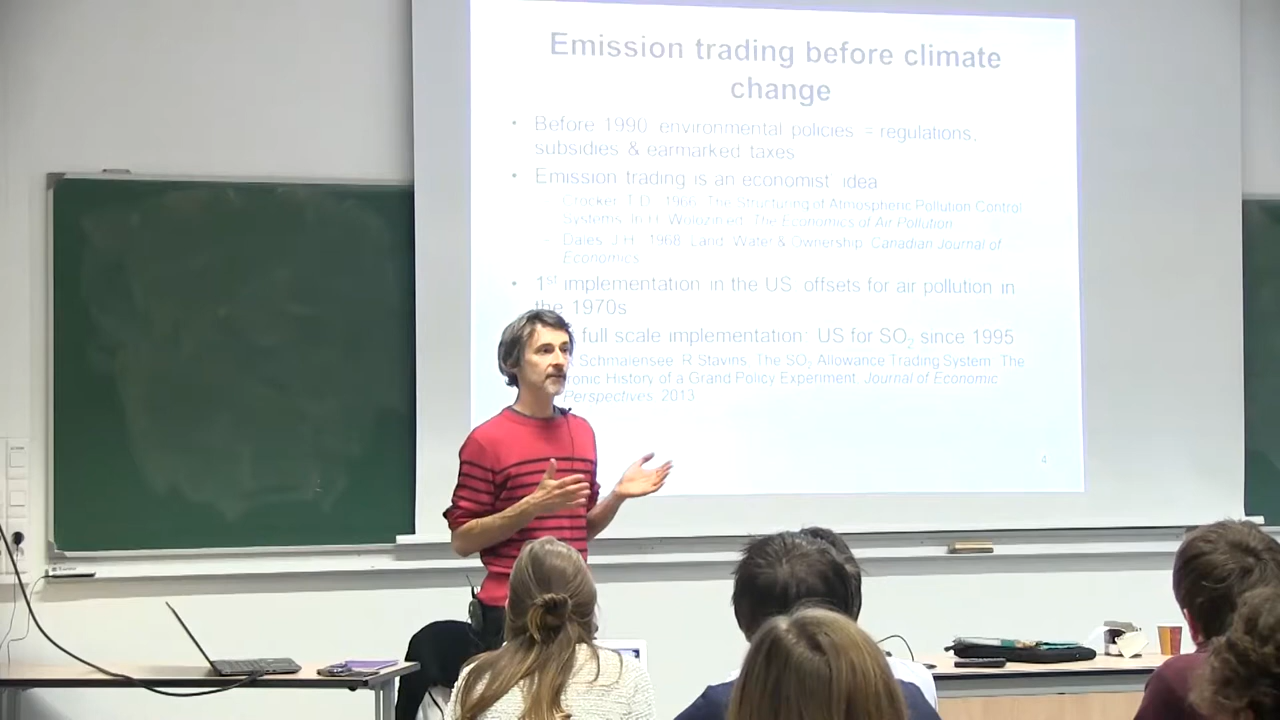 Emission trading before climate
change
• Before 1990 environmental policies = regulations,
subsidies & earmarked taxes
• Emission trading is an economist idea
Crocker, T.D. 1966. The Structuring of Atmospheric Pollution Control
Systems. In H. Wolozin ed. The Economics of Air Pollution
– Dales, J.H. 1968. Land, Water & Ownership. Canadian Journal of
Economics
• 1st implementation in the US offsets for air pollution in
the 1970s
full scale implementation: US for SO2 since 1995
Schmalensee, R Stavins. The SO2 Allowance Trading System: The
ronic History of a Grand Policy Experiment. Journal of Economic
Perspectives, 2013
4